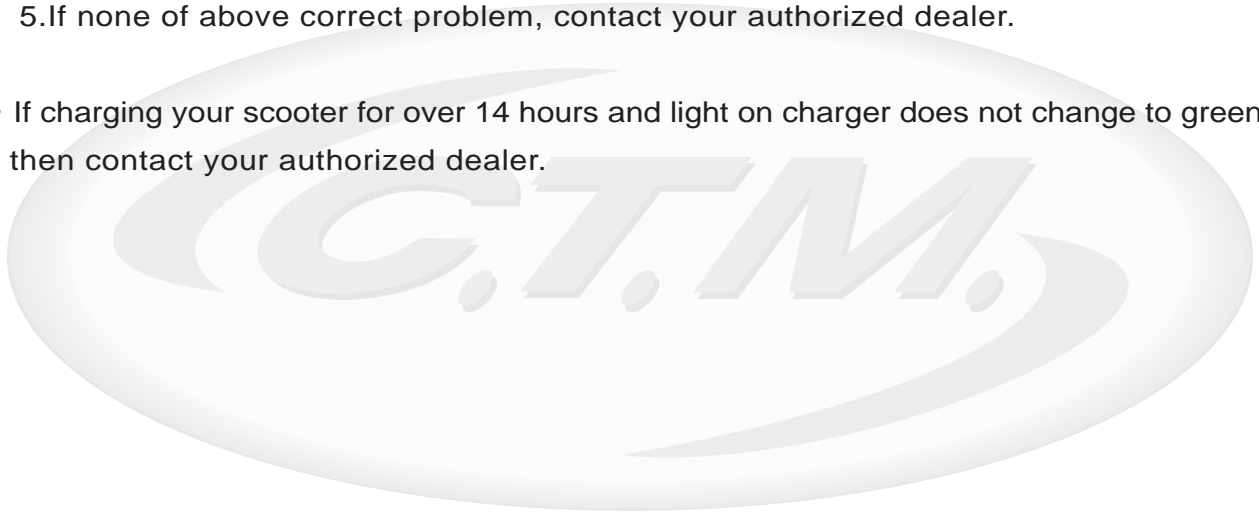 5.If none of above correct problem, contact your authorized dealer.
If charging your scooter for over 14 hours and light on charger does not change to green
then contact your authorized dealer.
C.T.M.